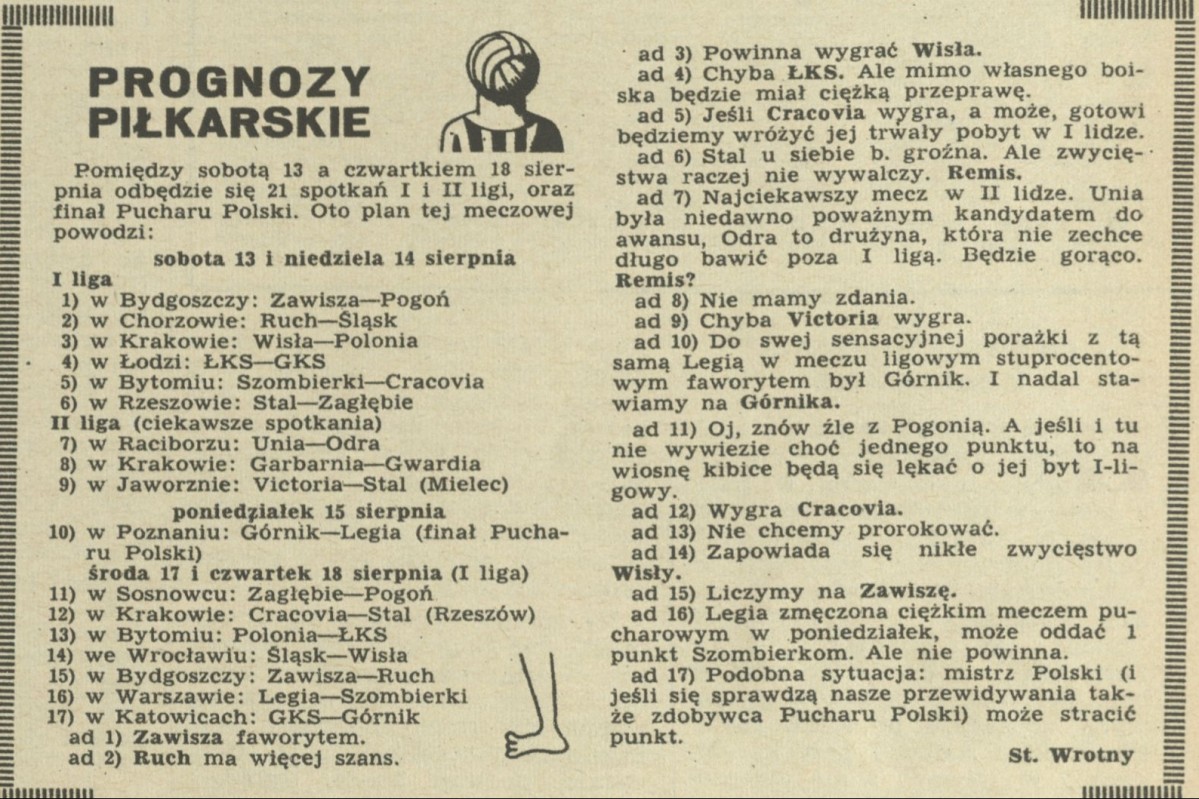 PROGNOZY
PIŁKARSKIE
Pomiędzy sobotą 13 a czwartkiem 18 sier-
pnia odbędzie się 21 spotkań I i II ligi, oraz
finał Pucharu Polski. Oto plan tej meczowej
powodzi:
sobota 13 i niedziela 14 sierpnia
I liga
1) w Bydgoszczy: Zawisza—Pogoń
2) w Chorzowie: Ruch—Śląsk
3) w Krakowie: Wisła—Polonia
4) w Łodzi: ŁKS—GKS
5) w Bytomiu: Szombierki—Cracovia
6) w Rzeszowie: Stal—Zagłębie
II liga (ciekawsze spotkania)
7) w Raciborzu: Unia—Odra
8) w Krakowie: Garbarnia—Gwardia
9) w Jaworznie: Victoria—Stal (Mielec)
poniedziałek 15 sierpnia
10) w Poznaniu: Górnik—Legia (finał Pucha-
ru Polski)
środa 17 i czwartek 18 sierpnia (I liga)
11) w Sosnowcu: Zagłębie—Pogoń
12) w Krakowie: Cracovia—Stal (Rzeszów)
13) w Bytomiu: Polonia—ŁKS
14) we Wrocławiu: Śląsk—Wisła
15) w Bydgoszczy: Zawisza—Ruch
16) w Warszawie: Legia—Szombierki
17) w Katowicach: GKS—Górnik
ad 1) Zawisza faworytem.
ad 2) Ruch ma więcej szans.
ad 3) Powinna wygrać Wisła.
ad 4) Chyba ŁKS. Ale mimo własnego boi-
ska będzie miał ciężką przeprawę.
ad 5) Jeśli Cracovia wygra, a może, gotowi
będziemy wróżyć jej trwały pobyt w I lidze.
ad 6) Stal u siebie b. groźna. Ale zwycię-
stwa raczej nie wywalczy. Remis.
ad 7) Najciekawszy mecz w II lidze. Unia
była niedawno poważnym kandydatem do
awansu, Odra to drużyna, która nie zechce
długo bawić poza I ligą. Będzie gorąco.
Remis?
ad 8) Nie mamy zdania.
ad 9) Chyba Victoria wygra.
ad 10) Do swej sensacyjnej porażki z tą
samą Legią w meczu ligowym stuprocento-
wym faworytem był Górnik. I nadal sta-
wiamy na Górnika.
ad 11) Oj, znów źle z Pogonią. A jeśli i tu
nie wywiezie choć jednego punktu, to na
wiosnę kibice będą się lękać o jej byt I-li-
gowy.
ad 12) Wygra Cracovia.
ad 13) Nie chcemy prorokować.
ad 14) Zapowiada się nikłe zwycięstwo
Wisły.
ad 15) Liczymy na Zawiszę.
ad 16) Legia zmęczona ciężkim meczem pu-
charowym w poniedziałek, może oddać 1
punkt Szombierkom. Ale nie powinna.
ad 17) Podobna sytuacja: mistrz Polski (i
jeśli się sprawdzą nasze przewidywania tak-
że zdobywca Pucharu Polski) może stracić
punkt.
St. Wrotny